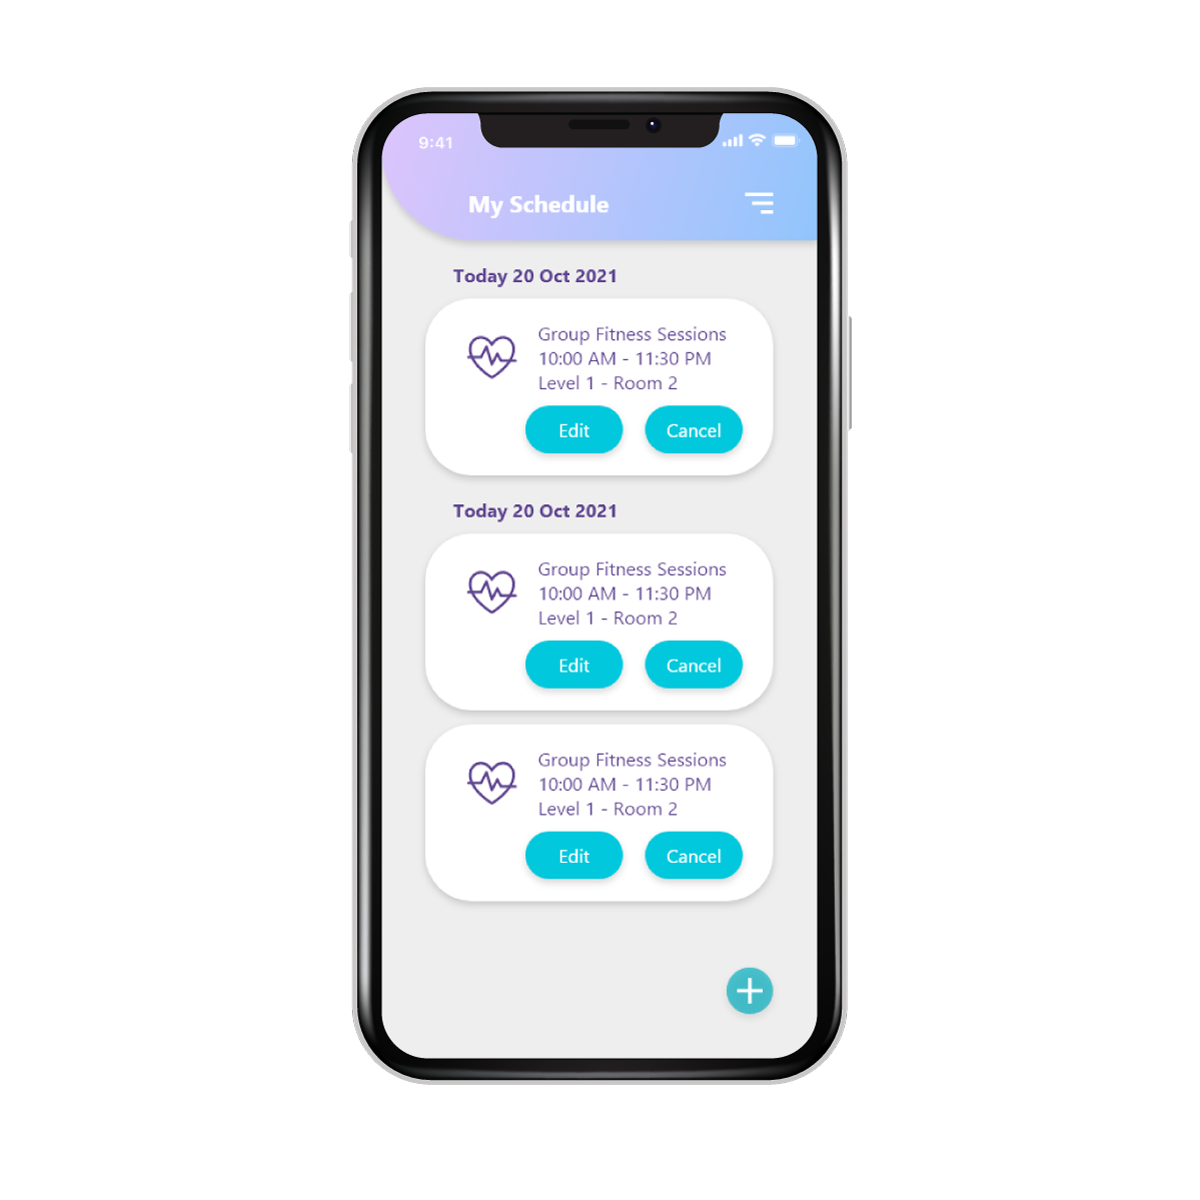 9:41
My Schedule
Today 20 Oct 2021
Group Fitness Sessions
10:00 AM - 11:30 PM
Level 1 - Room 2
Edit Cancel
Today 20 Oct 2021
Group Fitness Sessions
10:00 AM - 11:30 PM
Level 1 - Room 2
Edit Cancel
Group Fitness Sessions
10:00 AM - 11:30 PM
Level 1 - Room 2
Edit Cancel